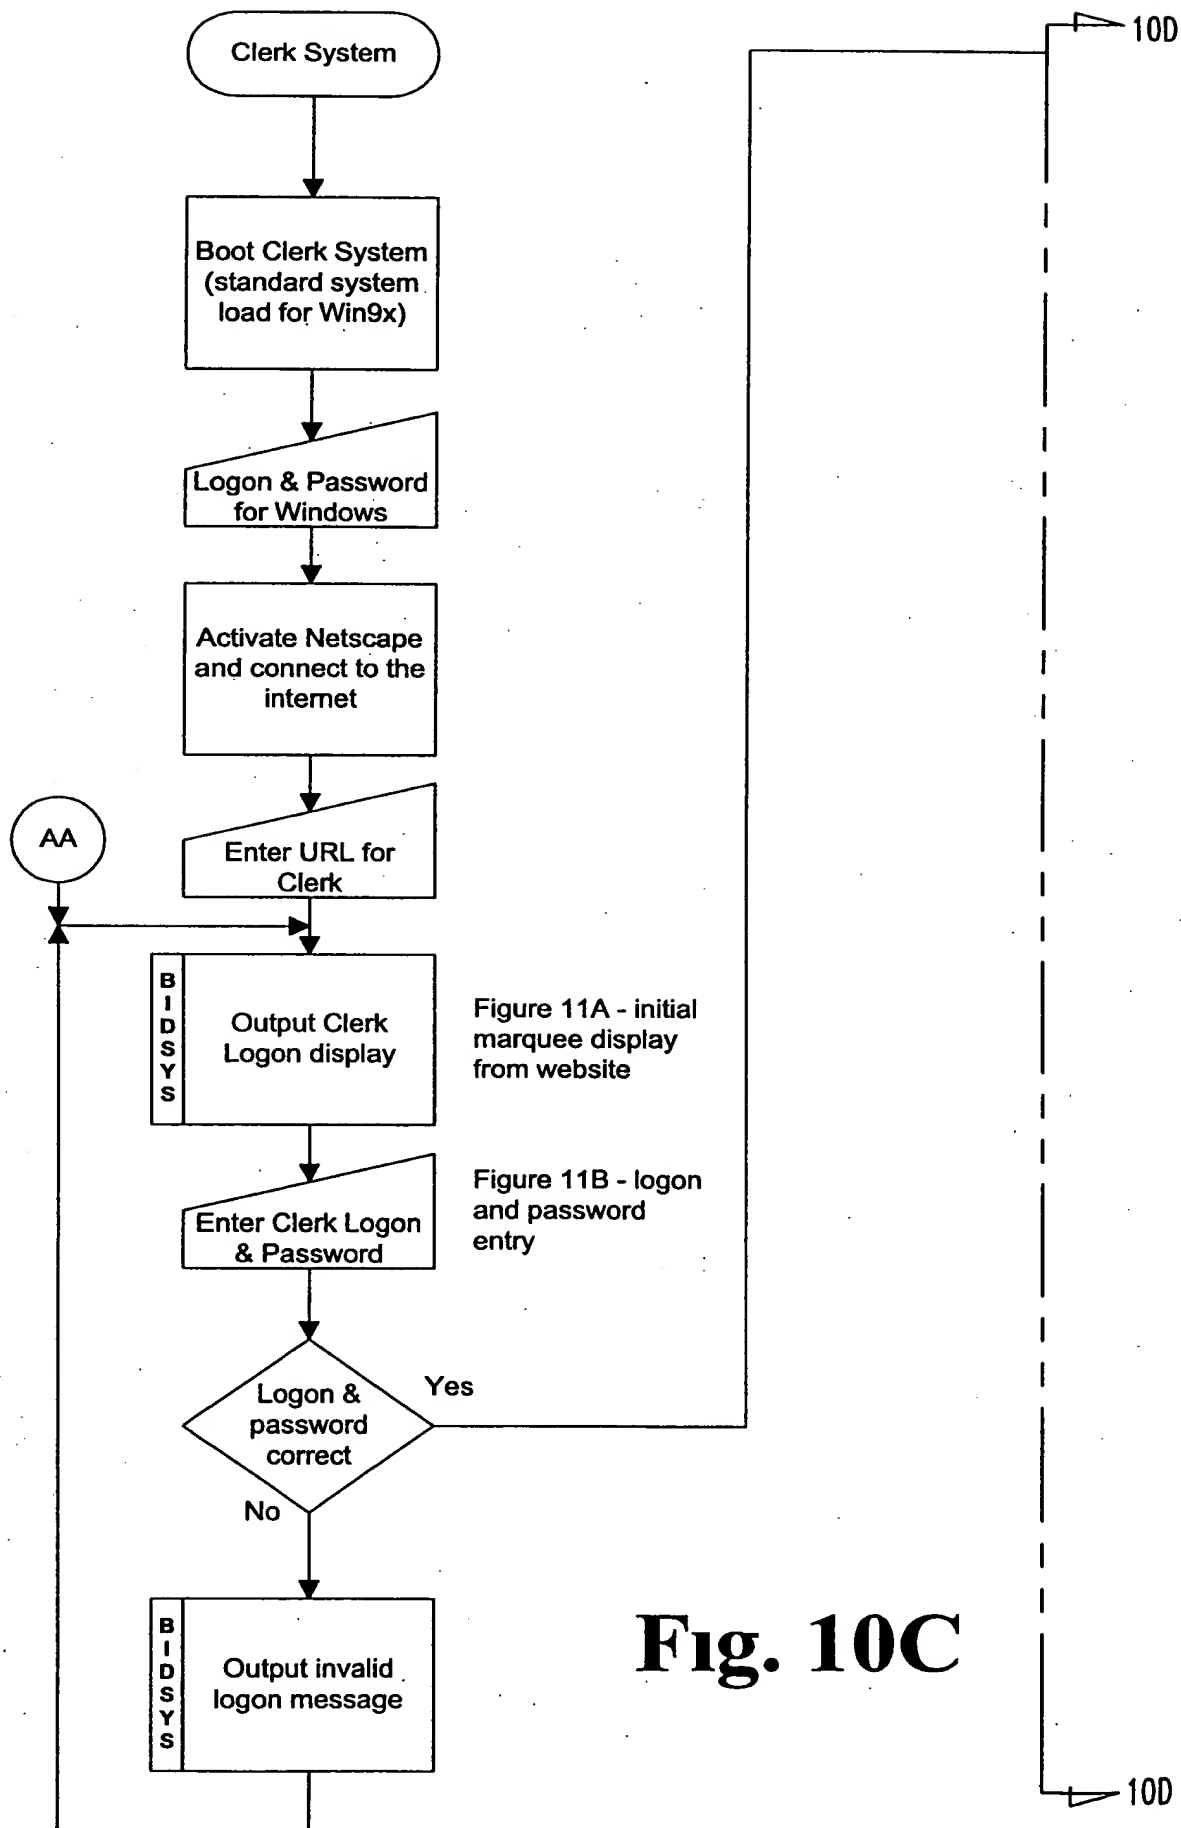 Clerk System
10D
Boot Clerk System
(standard system
load for Win9x)
Logon & Password
for Windows
Activate Netscape
and connect to the
internet
AA
Enter URL for
Clerk
BIDSYS
Output Clerk
Logon display
Figure 11A - initial
marquee display
from website
Enter Clerk Logon
& Password
Figure 11B - logon
and password
entry
Logon &
password
correct
Yes
No
BIDSYS
Output invalid
logon message
Fig. 10C
10D